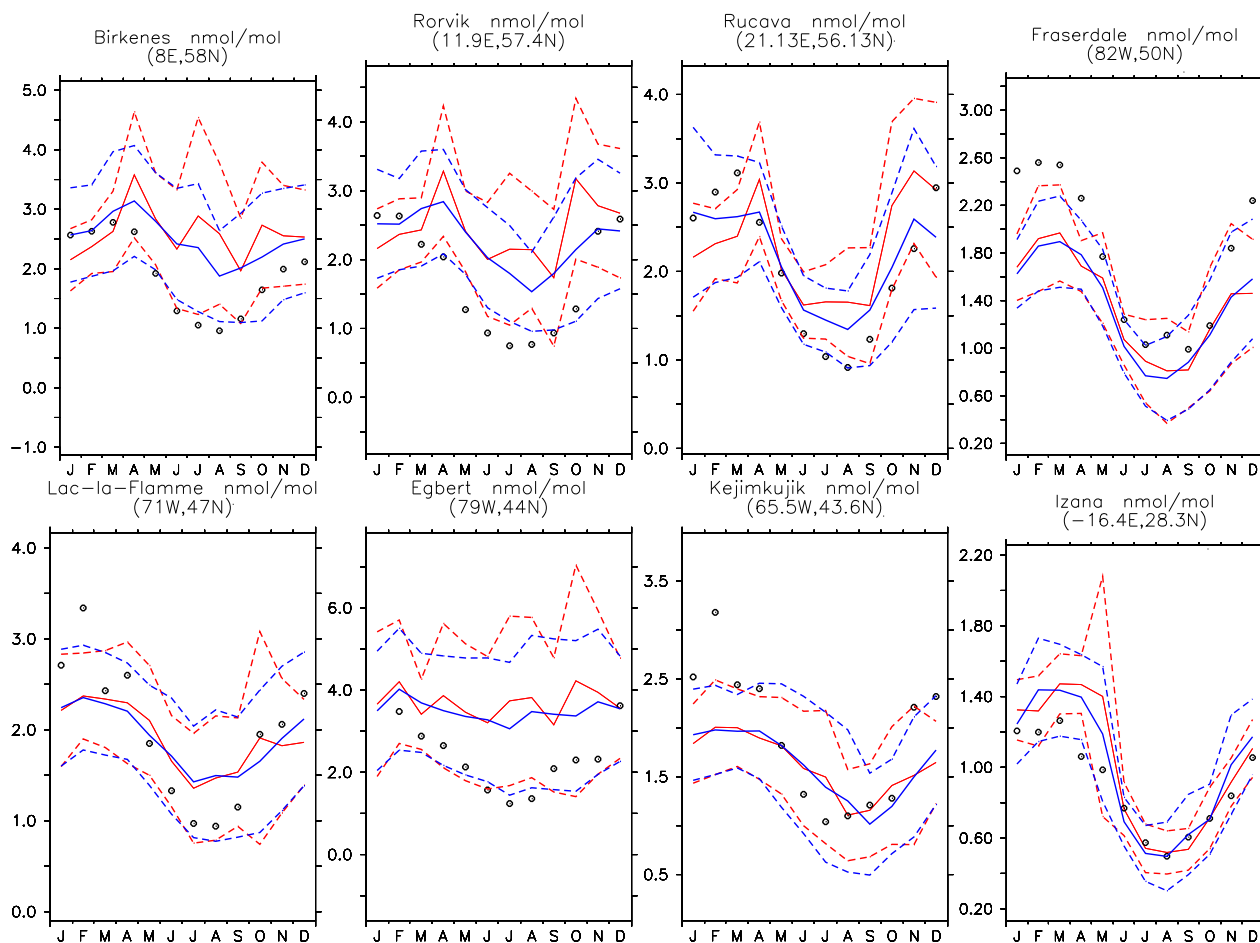 Birkenes nmol/mol
(8E,58N)
5.0
4.0
3.0
2.0
1.0
0.0
−1.0
J F M A M J J A S O N D
Rorvik nmol/mol
(11.9E,57.4N)
4.0
3.0
2.0
1.0
0.0
J F M A M J J A S O N D
Rucava nmol/mol
(21.13E,56.13N)
4.0
3.0
2.0
1.0
0.0
J F M A M J J A S O N D
Fraserdale nmol/mol
(82W,50N)
3.00
2.60
2.20
1.80
1.40
1.00
0.60
0.20
J F M A M J J A S O N D
Lac−la−Flamme nmol/mol
(71W,47N)
4.0
3.0
2.0
1.0
0.0
J F M A M J J A S O N D
Egbert nmol/mol
(79W,44N)
6.0
4.0
2.0
0.0
J F M A M J J A S O N D
Kejimkujik nmol/mol
(65.5W,43.6N)
3.5
2.5
1.5
0.5
J F M A M J J A S O N D
Izana nmol/mol
(−16.4E,28.3N)
2.20
1.80
1.40
1.00
0.60
0.20
J F M A M J J A S O N D